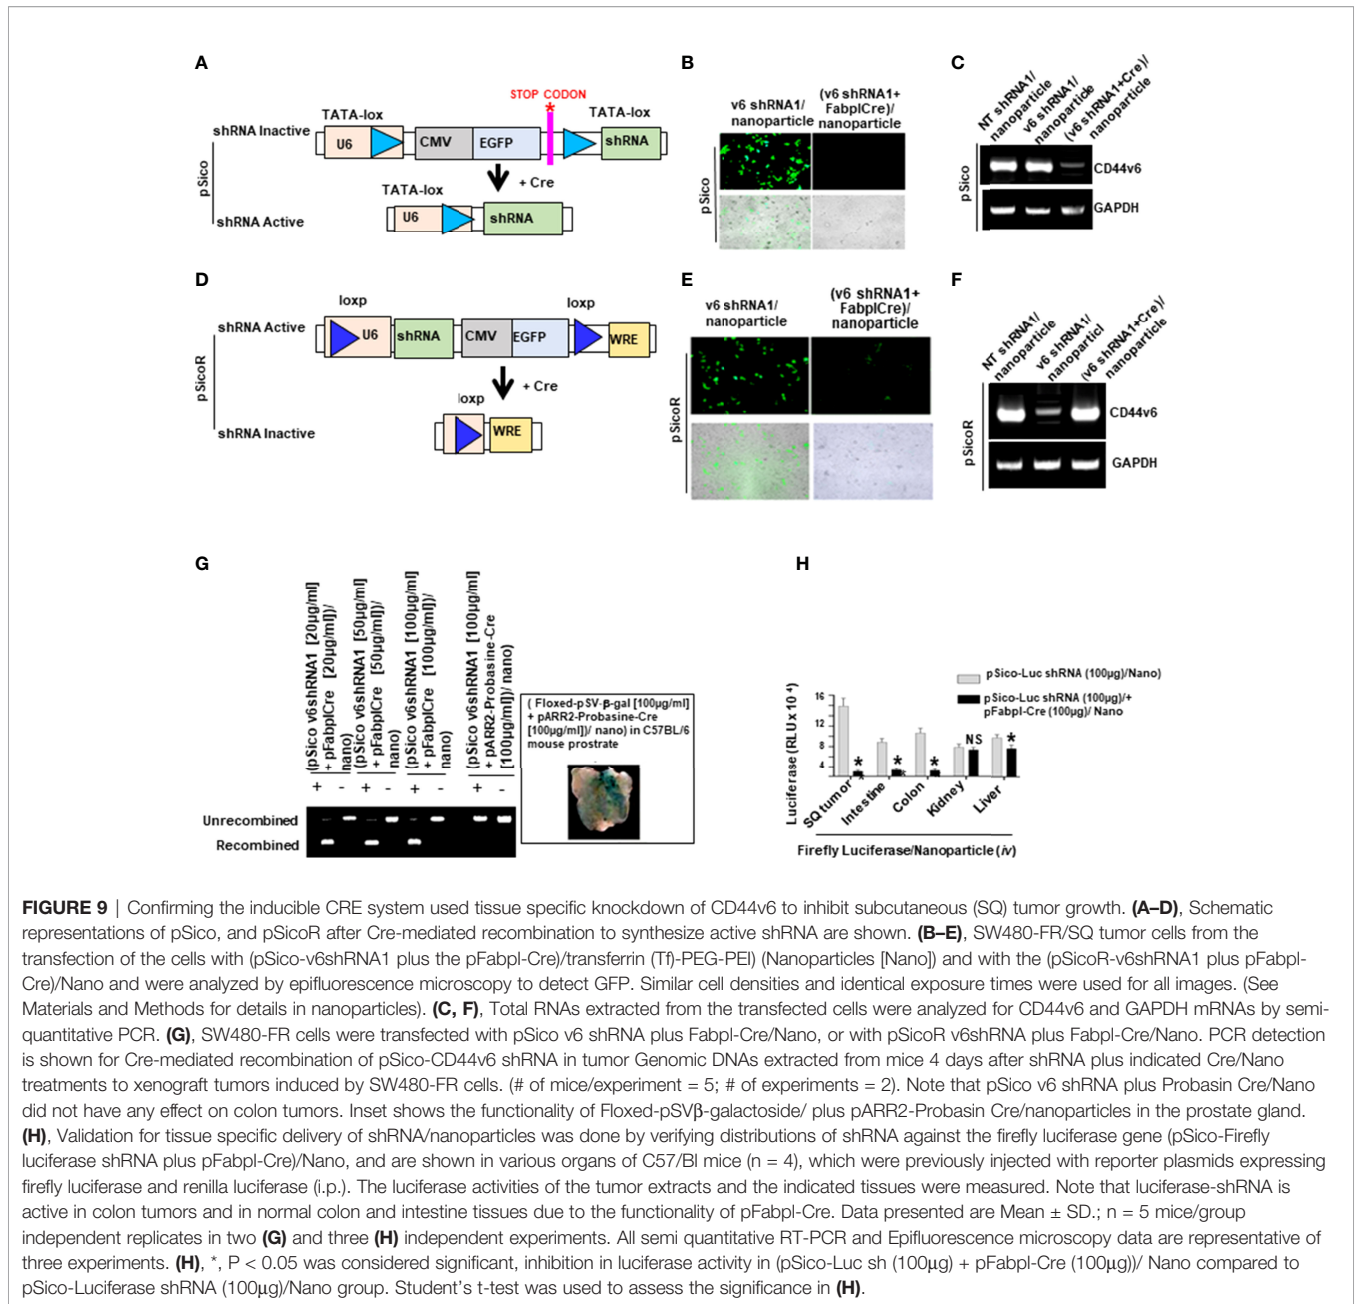 A
STOP CODON
*
TATA-lox
TATA-lox
shRNA Inactive
U6
CMV
EGFP
shRNA
pSico
+ Cre
TATA-lox
U6
shRNA
shRNA Active
B
v6 shRNA1/
nanoparticle
(v6 shRNA1+
FabplCre)/
nanoparticle
pSico
C
NT shRNA1/
nanoparticle
v6 shRNA1/
nanoparticle
(v6 shRNA1+Cre)/
nanoparticle
pSico
CD44v6
GAPDH
D
loxp
loxp
shRNA Active
U6
shRNA
CMV
EGFP
WRE
pSicoR
+ Cre
loxp
shRNA Inactive
WRE
E
v6 shRNA1/
nanoparticle
(v6 shRNA1+
FabplCre)/
nanoparticle
pSicoR
F
NT shRNA1/
nanoparticle
v6 shRNA1/
nanoparticl
(v6 shRNA1+Cre)/
nanoparticle
pSicoR
CD44v6
GAPDH
G
(pSico v6shRNA1 [20µg/ml]
+ pFabplCre [20µg/ml])/
nano)
(pSico v6shRNA1 [50µg/ml]
+ pFabplCre [50µg/ml])/
nano)
(pSico v6shRNA1 [100µg/ml]
+ pFabplCre [100µg/ml])/
nano)
(pSico v6shRNA1 [100µg/ml]
+ pARR2-Probasine-Cre
[100µg/ml])/ nano)
+ - + - + - + -
Unrecombined
Recombined
( Floxed-pSV-β-gal [100µg/ml]
+ pARR2-Probasine-Cre
[100µg/ml])/ nano) in C57BL/6
mouse prostrate
H
pSico-Luc shRNA (100µg)/Nano)
pSico-Luc shRNA (100µg)/+
pFabpl-Cre (100µg)/ Nano
Luciferase (RLU x 10⁴)
16
12
8
4
* * * NS *
SQ tumor
Intestine
Colon
Kidney
Liver
Firefly Luciferase/Nanoparticle (iv)
FIGURE 9 | Confirming the inducible CRE system used tissue specific knockdown of CD44v6 to inhibit subcutaneous (SQ) tumor growth. (A–D), Schematic
representations of pSico, and pSicoR after Cre-mediated recombination to synthesize active shRNA are shown. (B–E), SW480-FR/SQ tumor cells from the
transfection of the cells with (pSico-v6shRNA1 plus the pFabpl-Cre)/transferrin (Tf)-PEG-PEI) (Nanoparticles [Nano]) and with the (pSicoR-v6shRNA1 plus pFabpl-
Cre)/Nano and were analyzed by epifluorescence microscopy to detect GFP. Similar cell densities and identical exposure times were used for all images. (See
Materials and Methods for details in nanoparticles). (C, F), Total RNAs extracted from the transfected cells were analyzed for CD44v6 and GAPDH mRNAs by semi-
quantitative PCR. (G), SW480-FR cells were transfected with pSico v6 shRNA plus Fabpl-Cre/Nano, or with pSicoR v6shRNA plus Fabpl-Cre/Nano. PCR detection
is shown for Cre-mediated recombination of pSico-CD44v6 shRNA in tumor Genomic DNAs extracted from mice 4 days after shRNA plus indicated Cre/Nano
treatments to xenograft tumors induced by SW480-FR cells. (# of mice/experiment = 5; # of experiments = 2). Note that pSico v6 shRNA plus Probasin Cre/Nano
did not have any effect on colon tumors. Inset shows the functionality of Floxed-pSVβ-galactoside/ plus pARR2-Probasin Cre/nanoparticles in the prostate gland.
(H), Validation for tissue specific delivery of shRNA/nanoparticles was done by verifying distributions of shRNA against the firefly luciferase gene (pSico-Firefly
luciferase shRNA plus pFabpl-Cre)/Nano, and are shown in various organs of C57/Bl mice (n = 4), which were previously injected with reporter plasmids expressing
firefly luciferase and renilla luciferase (i.p.). The luciferase activities of the tumor extracts and the indicated tissues were measured. Note that luciferase-shRNA is
active in colon tumors and in normal colon and intestine tissues due to the functionality of pFabpl-Cre. Data presented are Mean ± SD.; n = 5 mice/group
independent replicates in two (G) and three (H) independent experiments. All semi quantitative RT-PCR and Epifluorescence microscopy data are representative of
three experiments. (H), *, P < 0.05 was considered significant, inhibition in luciferase activity in (pSico-Luc sh (100µg) + pFabpl-Cre (100µg))/ Nano compared to
pSico-Luciferase shRNA (100µg)/Nano group. Student's t-test was used to assess the significance in (H).